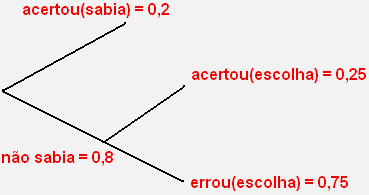 acertou(sabia) = 0,2
acertou(escolha) = 0,25
não sabia = 0,8
errou(escolha) = 0,75